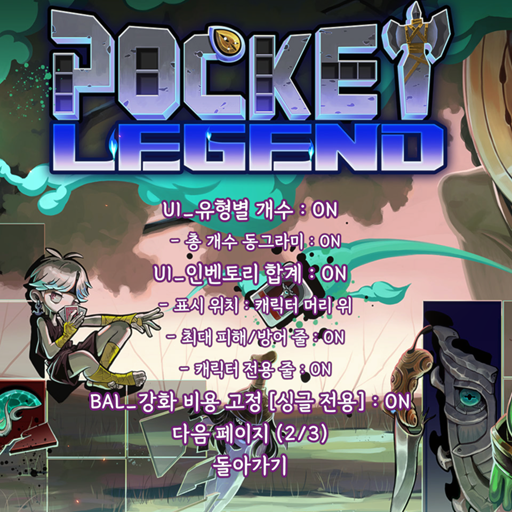 POCKET
LEGEND
UI_유형별 개수 : ON
- 총 개수 동그라미 : ON
UI_인벤토리 합계 : ON
- 표시 위치 : 캐릭터 머리 위
- 최대 피해/방어 줄 : ON
- 캐릭터 전용 줄 : ON
BAL_강화 비용 고정 [싱글 전용] : ON
다음 페이지 (2/3)
돌아가기